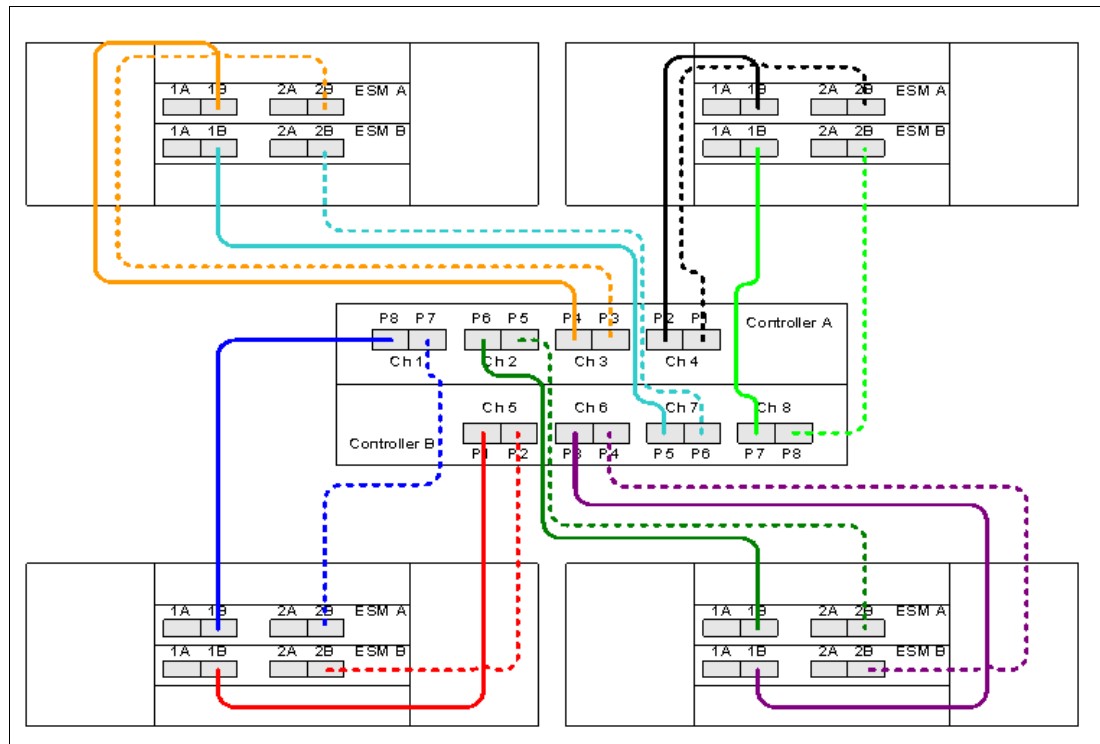 1A 1B 2A 2B ESM A
1A 1B 2A 2B ESM B
1A 1B 2A 2B ESM A
1A 1B 2A 2B ESM B
P8 P7 P6 P5 P4 P3 P2 P1 Controller A
Ch 1 Ch 2 Ch 3 Ch 4
Ch 5 Ch 6 Ch 7 Ch 8
Controller B P1 P2 P3 P4 P5 P6 P7 P8
1A 1B 2A 2B ESM A
1A 1B 2A 2B ESM B
1A 1B 2A 2B ESM A
1A 1B 2A 2B ESM B